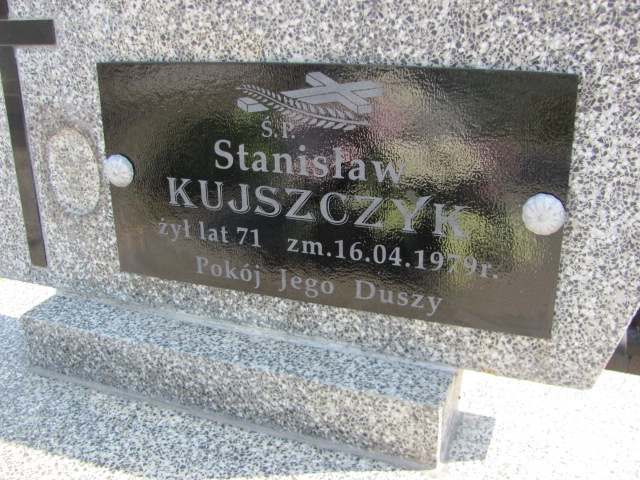 Ś.P.
Stanisław
KUJSZCZYK
żył lat 71 zm.16.04.1979r.
Pokój Jego Duszy